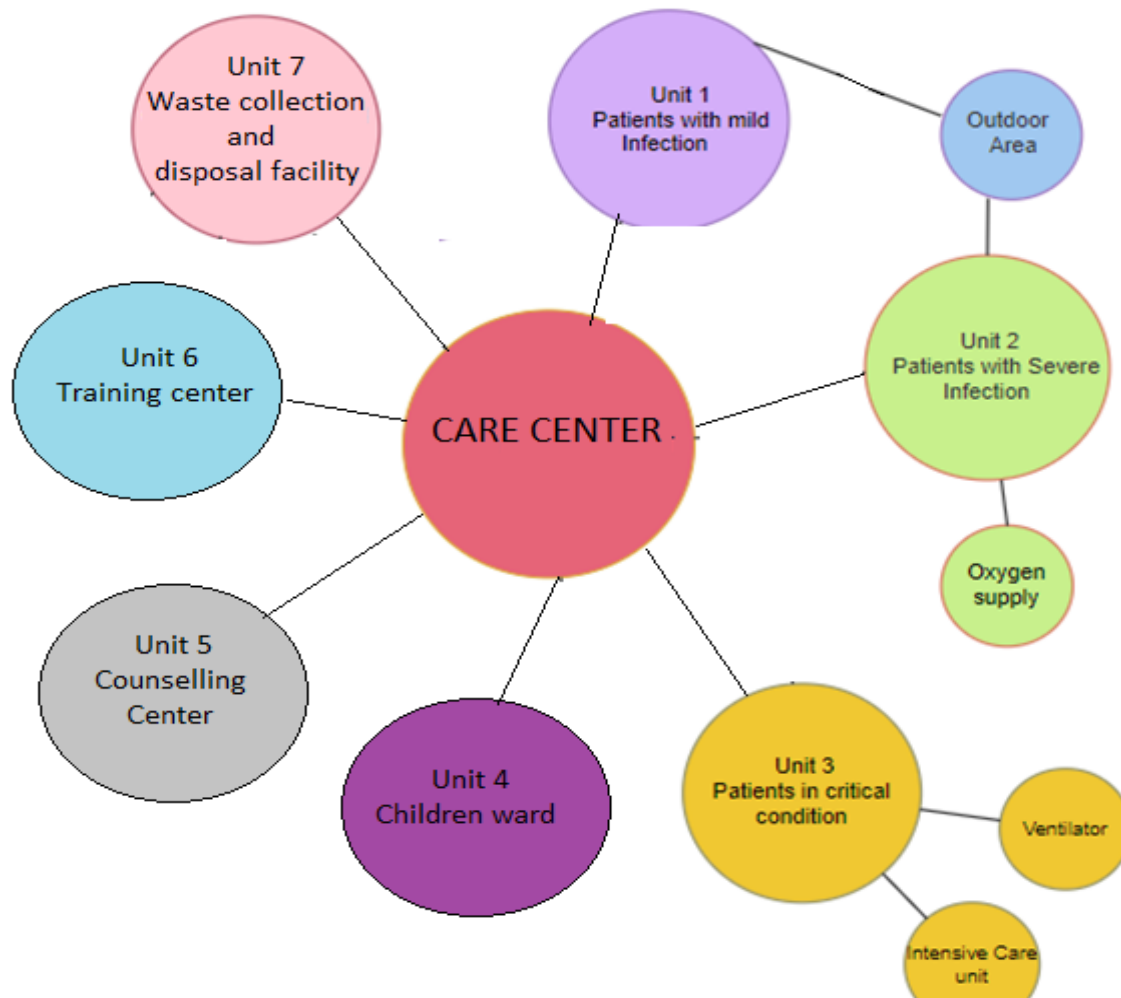 Unit 7
Waste collection
and
disposal facility
Unit 1
Patients with mild
Infection
Outdoor
Area
Unit 6
Training center
CARE CENTER
Unit 2
Patients with Severe
Infection
Oxygen
supply
Unit 5
Counselling
Center
Unit 4
Children ward
Unit 3
Patients in critical
condition
Ventilator
Intensive Care
unit